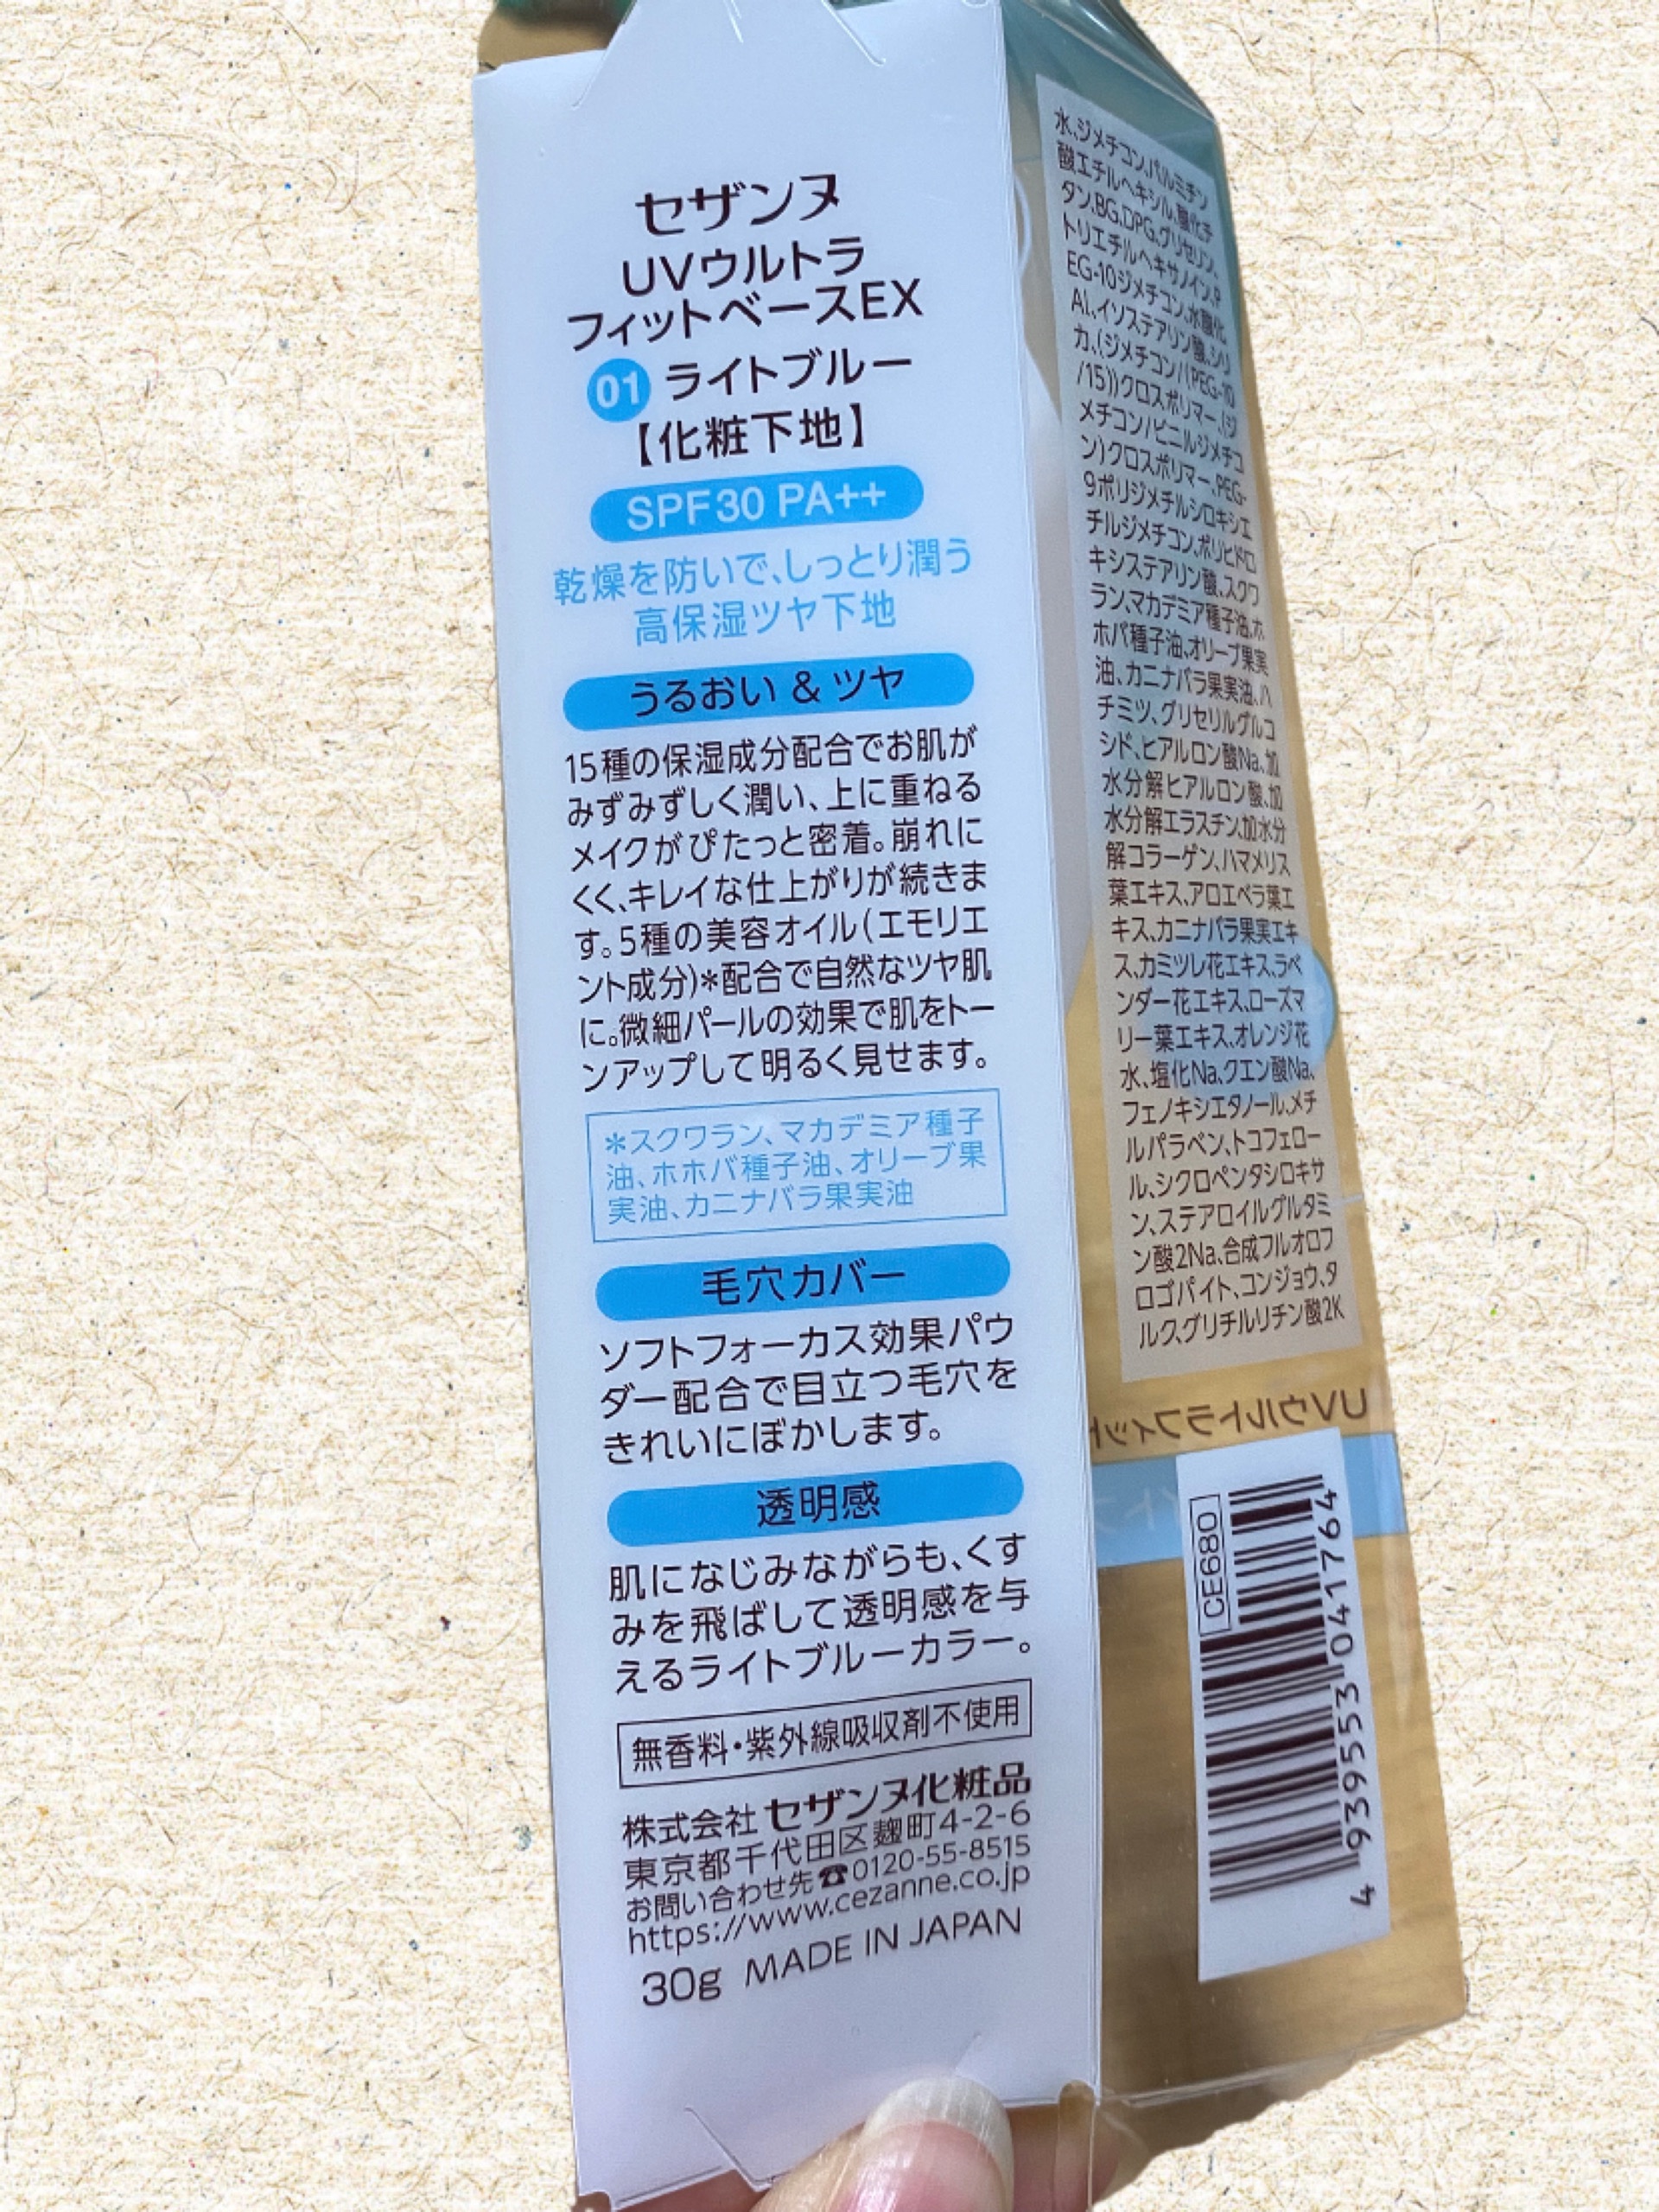 セザンヌ
UVウルトラ
フィットベースEX
01 ライトブルー
【化粧下地】
SPF30 PA++
乾燥を防いで、しっとり潤う
高保湿ツヤ下地
うるおい & ツヤ
15種の保湿成分配合でお肌が
みずみずしく潤い、上に重ねる
メイクがぴたっと密着。崩れに
くく、キレイな仕上がりが続きま
す。5種の美容オイル(エモリエ
ント成分)*配合で自然なツヤ肌
に。微細パールの効果で肌をトー
ンアップして明るく見せます。
*スクワラン、マカデミア種子
油、ホホバ種子油、オリーブ果
実油、カニナバラ果実油
毛穴カバー
ソフトフォーカス効果パウ
ダー配合で目立つ毛穴を
きれいにぼかします。
透明感
肌になじみながらも、くす
みを飛ばして透明感を与
えるライトブルーカラー。
無香料・紫外線吸収剤不使用
株式会社 セザンヌ化粧品
東京都千代田区麹町4-2-6
お問い合わせ先☎0120-55-8515
https://www.cezanne.co.jp
30g MADE IN JAPAN
水、ジメチコン、パルミチン
酸エチルヘキシル、酸化チ
タン、BG、DPG、グリセリン、
トリエチルヘキサノイン、P
EG-10ジメチコン、水酸化
Al、イソステアリン酸、シリ
カ、(ジメチコン/(PEG-10
/15))クロスポリマー、(ジ
メチコン/ビニルジメチコ
ン)クロスポリマー、PEG-
9ポリジメチルシロキシエ
チルジメチコン、ポリヒドロ
キシステアリン酸、スクワ
ラン、マカデミア種子油、ホ
ホバ種子油、オリーブ果実
油、カニナバラ果実油、ハ
チミツ、グリセリルグルコ
シド、ヒアルロン酸Na、加
水分解ヒアルロン酸、加
水分解エラスチン、加水分
解コラーゲン、ハマメリス
葉エキス、アロエベラ葉エ
キス、カニナバラ果実エキ
ス、カミツレ花エキス、ラベ
ンダー花エキス、ローズマ
リー葉エキス、オレンジ花
水、塩化Na、クエン酸Na、
フェノキシエタノール、メチ
ルパラベン、トコフェロー
ル、シクロペンタシロキサ
ン、ステアロイルグルタミ
ン酸2Na、合成フルオロフ
ロゴパイト、コンジョウ、タ
ルク、グリチルリチン酸2K
UVウルトラフィット
CE680
4 939553 041764